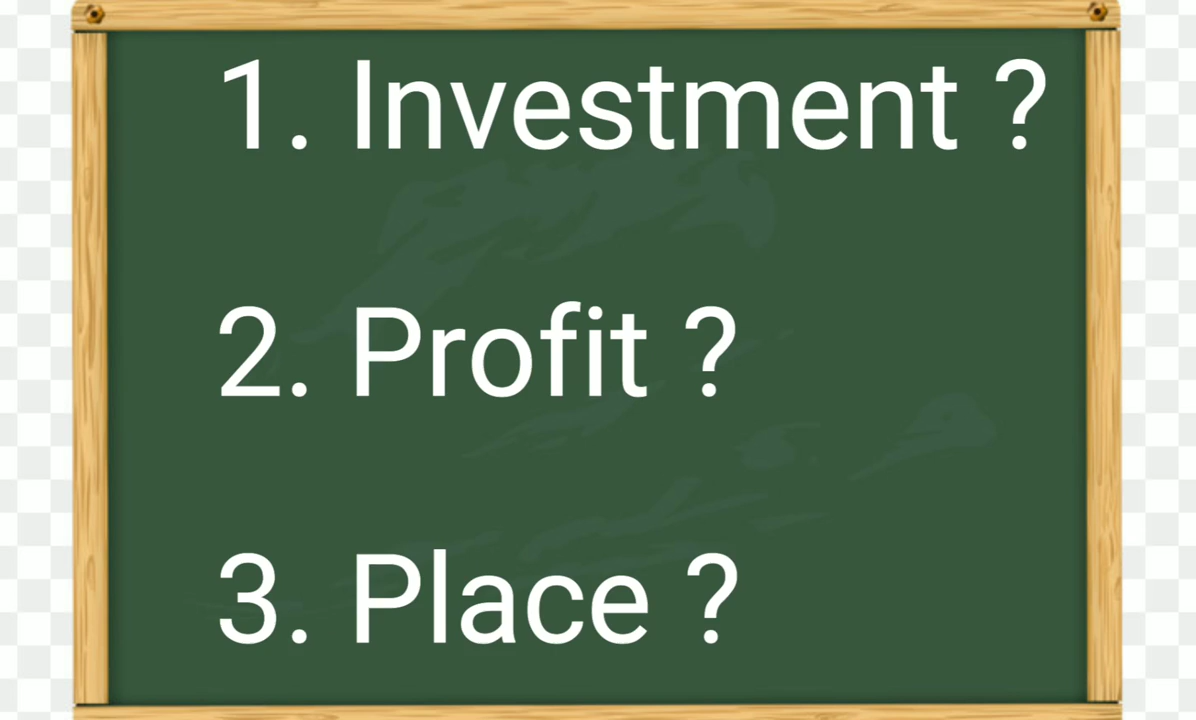 1. Investment ?
2. Profit ?
3. Place ?